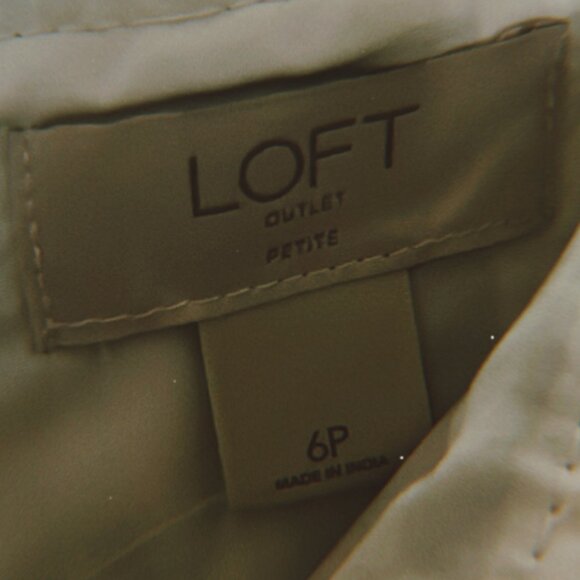 LOFT
OUTLET
PETITE
6P
MADE IN INDIA